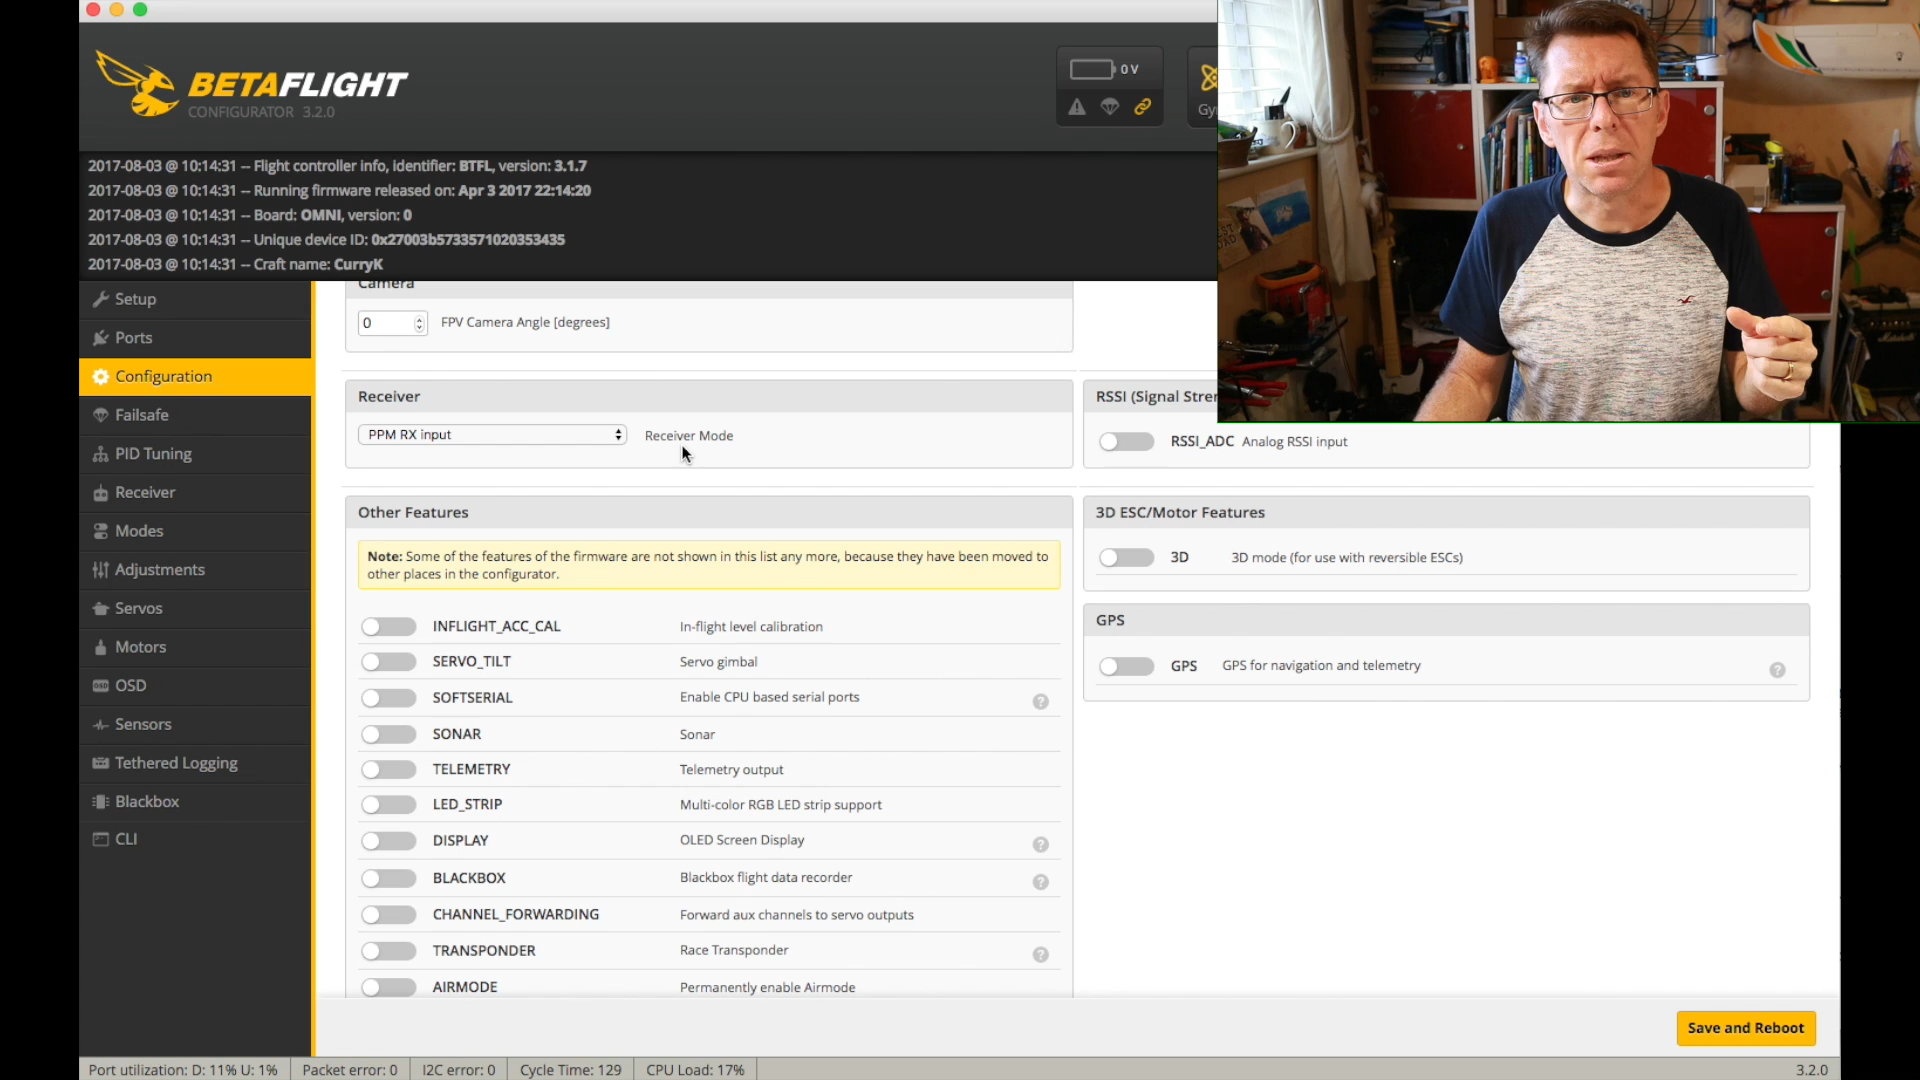 BETAFLIGHT
CONFIGURATOR 3.2.0
0 V
Gy
2017-08-03 @ 10:14:31 -- Flight controller info, identifier: BTFL, version: 3.1.7
2017-08-03 @ 10:14:31 -- Running firmware released on: Apr 3 2017 22:14:20
2017-08-03 @ 10:14:31 -- Board: OMNI, version: 0
2017-08-03 @ 10:14:31 -- Unique device ID: 0x27003b5733571020353435
2017-08-03 @ 10:14:31 -- Craft name: CurryK
Setup
Ports
Configuration
Failsafe
PID Tuning
Receiver
Modes
Adjustments
Servos
Motors
OSD
Sensors
Tethered Logging
Blackbox
CLI
Camera
0 FPV Camera Angle [degrees]
Receiver
PPM RX input Receiver Mode
RSSI (Signal Stren
RSSI_ADC Analog RSSI input
Other Features
Note: Some of the features of the firmware are not shown in this list any more, because they have been moved to
other places in the configurator.
INFLIGHT_ACC_CAL In-flight level calibration
SERVO_TILT Servo gimbal
SOFTSERIAL Enable CPU based serial ports
SONAR Sonar
TELEMETRY Telemetry output
LED_STRIP Multi-color RGB LED strip support
DISPLAY OLED Screen Display
BLACKBOX Blackbox flight data recorder
CHANNEL_FORWARDING Forward aux channels to servo outputs
TRANSPONDER Race Transponder
AIRMODE Permanently enable Airmode
3D ESC/Motor Features
3D 3D mode (for use with reversible ESCs)
GPS
GPS GPS for navigation and telemetry
Save and Reboot
Port utilization: D: 11% U: 1% Packet error: 0 I2C error: 0 Cycle Time: 129 CPU Load: 17% 3.2.0